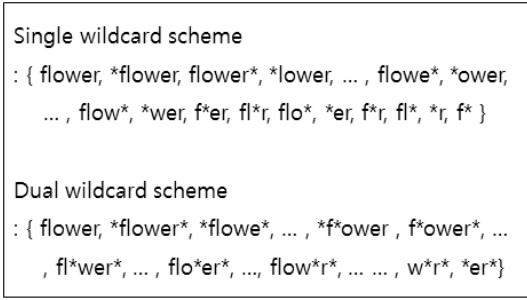 Single wildcard scheme
: { flower, *flower, flower*, *lower, ... , flowe*, *ower,
... , flow*, *wer, f*er, fl*r, flo*, *er, f*r, fl*, *r, f* }
Dual wildcard scheme
: { flower, *flower*, *flowe*, ... , *f*ower , f*ower*, ...
, fl*wer*, ... , flo*er*, ..., flow*r*, ... ... , w*r*, *er*}